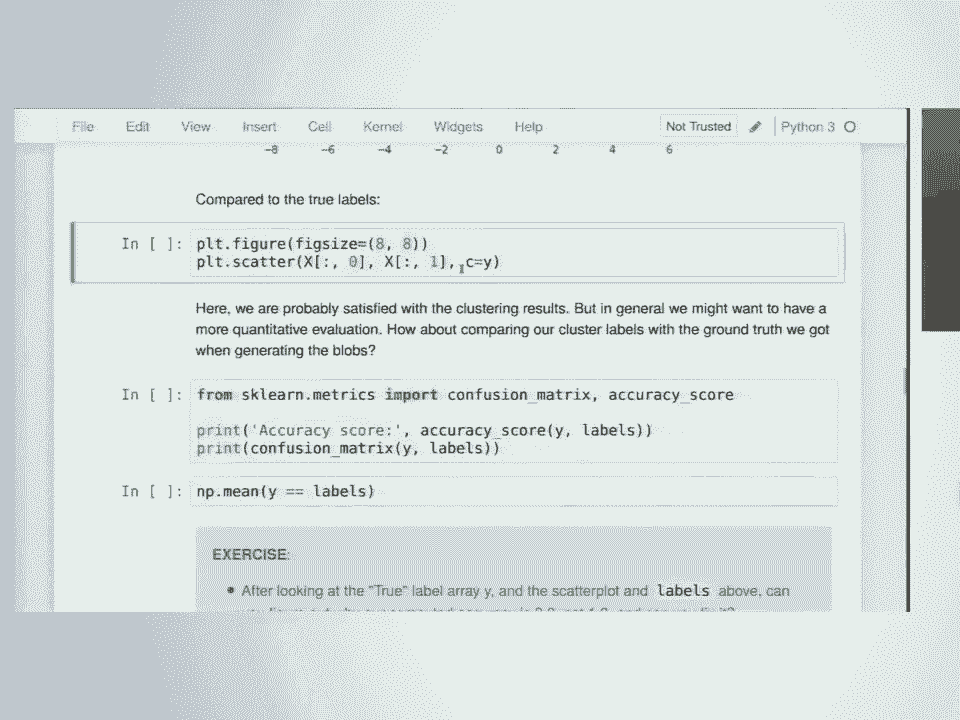 File Edit View Insert Cell Kernel Widgets Help Not Trusted Python 3
-8 -6 -4 -2 0 2 4 6
Compared to the true labels:
In [ ]: plt.figure(figsize=(8, 8))
plt.scatter(X[:, 0], X[:, 1], c=y)
Here, we are probably satisfied with the clustering results. But in general we might want to have a
more quantitative evaluation. How about comparing our cluster labels with the ground truth we got
when generating the blobs?
In [ ]: from sklearn.metrics import confusion_matrix, accuracy_score
print('Accuracy score:', accuracy_score(y, labels))
print(confusion_matrix(y, labels))
In [ ]: np.mean(y == labels)
EXERCISE:
• After looking at the "True" label array y, and the scatterplot and labels above, can